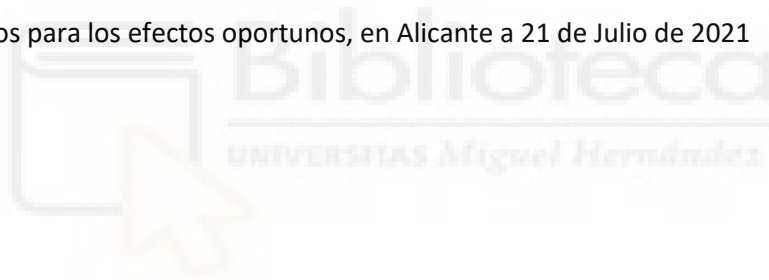 os para los efectos oportunos, en Alicante a 21 de Julio de 2021
Biblioteca
UNIVERSITAS Miguel Hernández